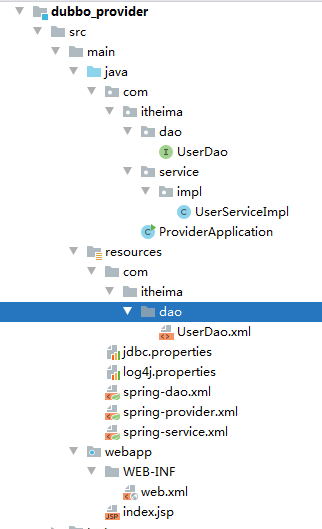 dubbo_provider
src
main
java
com
itheima
dao
UserDao
service
impl
UserServiceImpl
ProviderApplication
resources
com
itheima
dao
UserDao.xml
jdbc.properties
log4j.properties
spring-dao.xml
spring-provider.xml
spring-service.xml
webapp
WEB-INF
web.xml
index.jsp